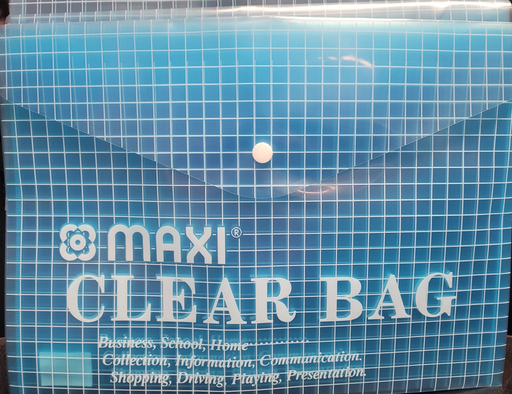 MAXI®
CLEAR BAG
Business, School, Home............
Collection, Information, Communication.
Shopping, Driving, Playing, Presentation.